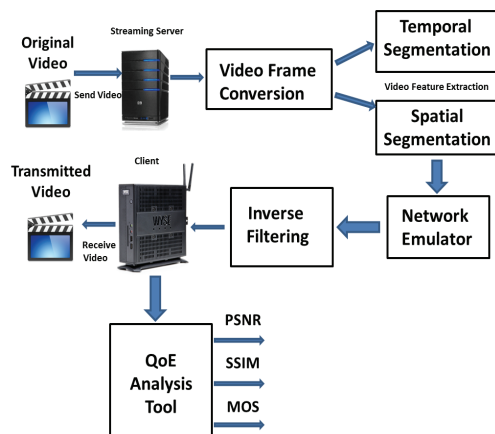 Original
Video
Streaming Server
Send Video
Video Frame
Conversion
Temporal
Segmentation
Video Feature Extraction
Spatial
Segmentation
Transmitted
Video
Client
WYSE
Receive
Video
Inverse
Filtering
Network
Emulator
QoE
Analysis
Tool
PSNR
SSIM
MOS